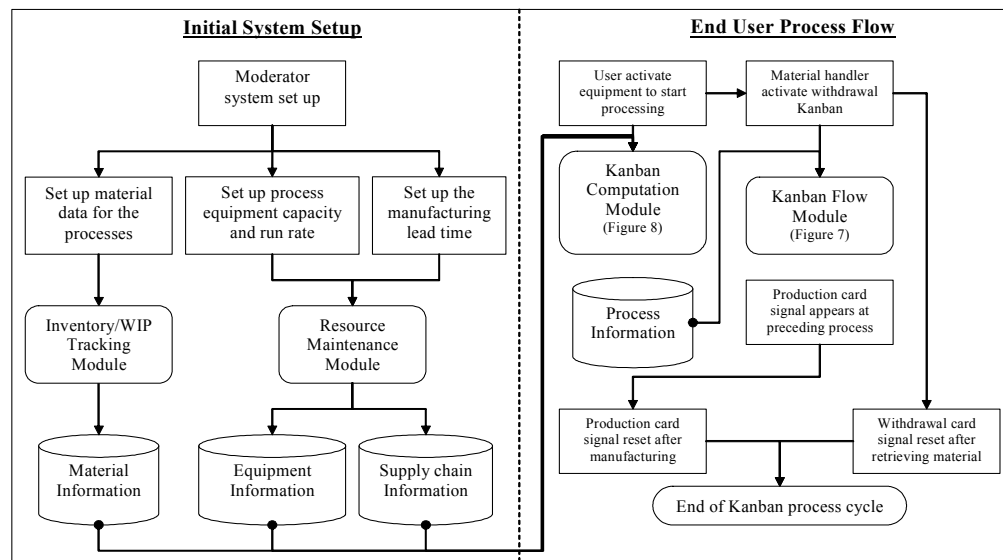 Initial System Setup
Moderator
system set up
Set up material
data for the
processes
Set up process
equipment capacity
and run rate
Set up the
manufacturing
lead time
Inventory/WIP
Tracking
Module
Resource
Maintenance
Module
Material
Information
Equipment
Information
Supply chain
Information
End User Process Flow
User activate
equipment to start
processing
Material handler
activate withdrawal
Kanban
Kanban
Computation
Module
(Figure 8)
Kanban Flow
Module
(Figure 7)
Process
Information
Production card
signal appears at
preceding process
Production card
signal reset after
manufacturing
Withdrawal card
signal reset after
retrieving material
End of Kanban process cycle